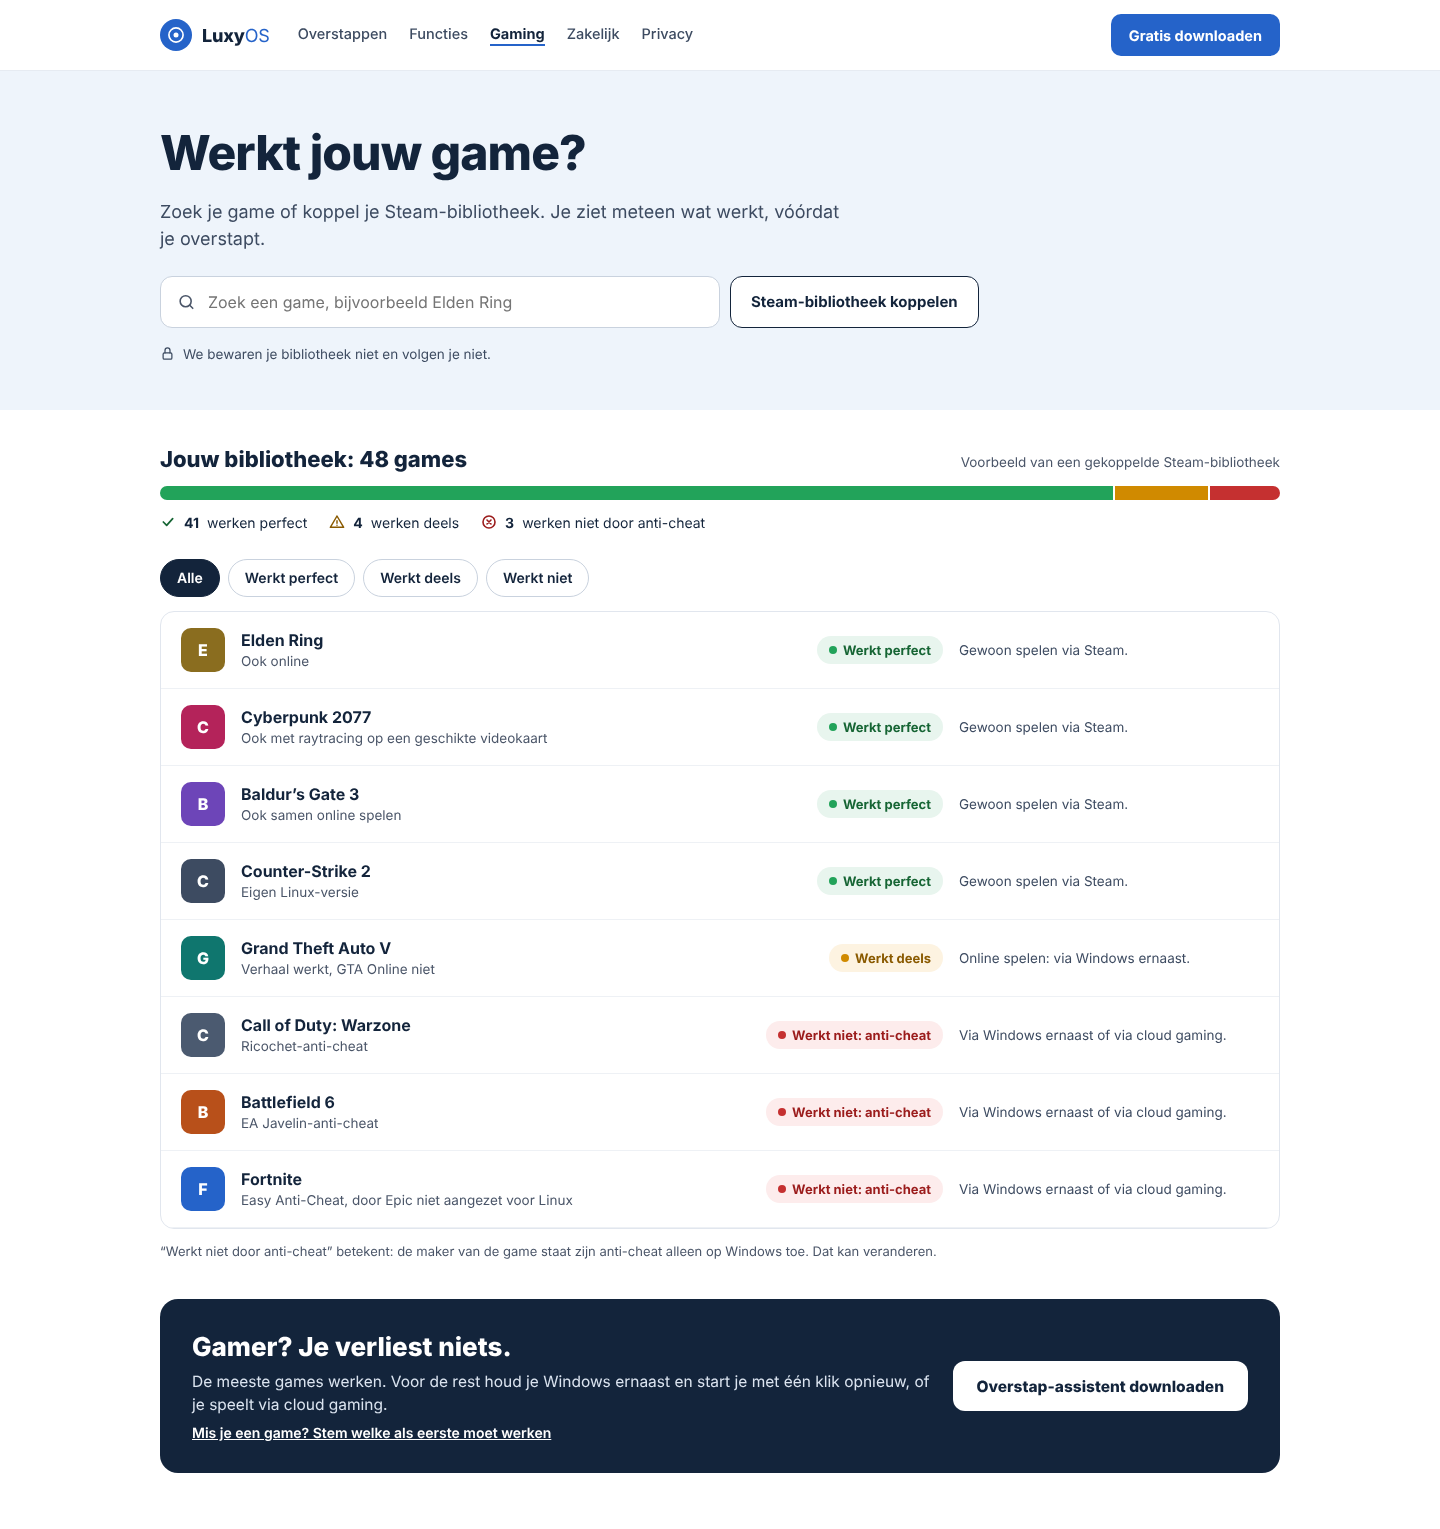 LuxyOS Overstappen Functies Gaming Zakelijk Privacy Gratis downloaden
Werkt jouw game?
Zoek je game of koppel je Steam-bibliotheek. Je ziet meteen wat werkt, vóórdat
je overstapt.
Zoek een game, bijvoorbeeld Elden Ring Steam-bibliotheek koppelen
We bewaren je bibliotheek niet en volgen je niet.
Jouw bibliotheek: 48 games Voorbeeld van een gekoppelde Steam-bibliotheek
41 werken perfect 4 werken deels 3 werken niet door anti-cheat
Alle Werkt perfect Werkt deels Werkt niet
E Elden Ring
Ook online
Werkt perfect Gewoon spelen via Steam.
C Cyberpunk 2077
Ook met raytracing op een geschikte videokaart
Werkt perfect Gewoon spelen via Steam.
B Baldur’s Gate 3
Ook samen online spelen
Werkt perfect Gewoon spelen via Steam.
C Counter-Strike 2
Eigen Linux-versie
Werkt perfect Gewoon spelen via Steam.
G Grand Theft Auto V
Verhaal werkt, GTA Online niet
Werkt deels Online spelen: via Windows ernaast.
C Call of Duty: Warzone
Ricochet-anti-cheat
Werkt niet: anti-cheat Via Windows ernaast of via cloud gaming.
B Battlefield 6
EA Javelin-anti-cheat
Werkt niet: anti-cheat Via Windows ernaast of via cloud gaming.
F Fortnite
Easy Anti-Cheat, door Epic niet aangezet voor Linux
Werkt niet: anti-cheat Via Windows ernaast of via cloud gaming.
“Werkt niet door anti-cheat” betekent: de maker van de game staat zijn anti-cheat alleen op Windows toe. Dat kan veranderen.
Gamer? Je verliest niets.
De meeste games werken. Voor de rest houd je Windows ernaast en start je met één klik opnieuw, of
je speelt via cloud gaming.
Mis je een game? Stem welke als eerste moet werken
Overstap-assistent downloaden